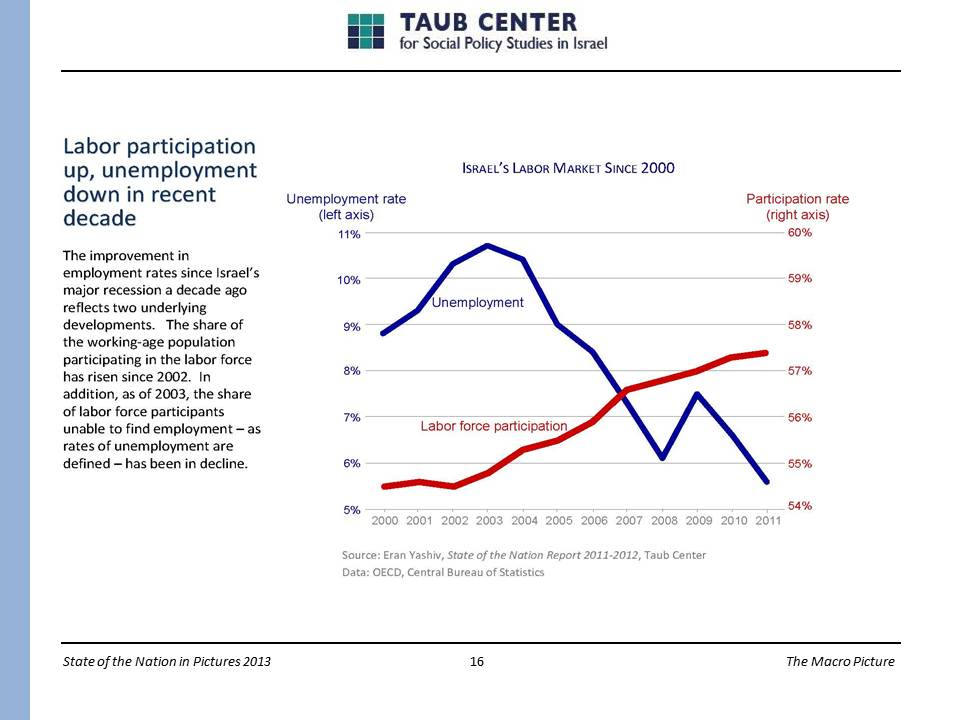 TAUB CENTER
for Social Policy Studies in Israel
Labor participation
up, unemployment
down in recent
decade
The improvement in
employment rates since Israel's
major recession a decade ago
reflects two underlying
developments.   The share of
the working-age population
participating in the labor force
has risen since 2002.  In
addition, as of 2003, the share
of labor force participants
unable to find employment – as
rates of unemployment are
defined – has been in decline.
ISRAEL'S LABOR MARKET SINCE 2000
Unemployment rate
(left axis)
Participation rate
(right axis)
11%
10%
9%
8%
7%
6%
5%
60%
59%
58%
57%
56%
55%
54%
Unemployment
Labor force participation
2000 2001 2002 2003 2004 2005 2006 2007 2008 2009 2010 2011
Source: Eran Yashiv, State of the Nation Report 2011-2012, Taub Center
Data: OECD, Central Bureau of Statistics
State of the Nation in Pictures 2013
16
The Macro Picture